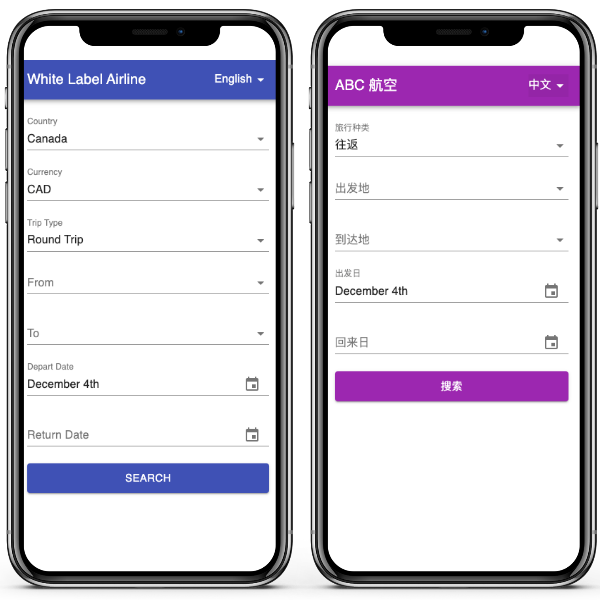 White Label Airline
English
Country
Canada
Currency
CAD
Trip Type
Round Trip
From
To
Depart Date
December 4th
Return Date
SEARCH
ABC 航空
中文
旅行种类
往返
出发地
到达地
出发日
December 4th
回来日
搜索